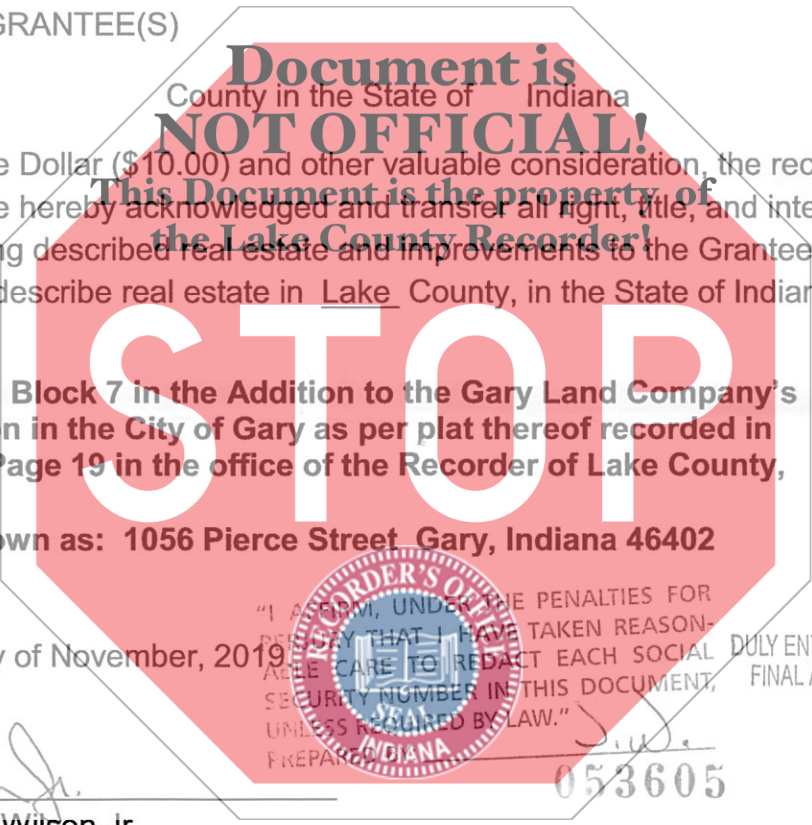 GRANTEE(S)
Document is
County in the State of Indiana
NOT OFFICIAL!
e Dollar ($10.00) and other valuable consideration, the rec
This Document is the property of
e hereby acknowledged and transfer all right, title, and inte
the Lake County Recorder!
ng described real estate and improvements to the Grantee
describe real estate in Lake County, in the State of Indian
STOP
Block 7 in the Addition to the Gary Land Company's
n in the City of Gary as per plat thereof recorded in
Page 19 in the office of the Recorder of Lake County,
own as: 1056 Pierce Street Gary, Indiana 46402
RECORDER'S OFFICE
SEAL
INDIANA
"I AFFIRM, UNDER THE PENALTIES FOR
PERJURY THAT I HAVE TAKEN REASON-
ABLE CARE TO REDACT EACH SOCIAL
SECURITY NUMBER IN THIS DOCUMENT,
UNLESS REQUIRED BY LAW."
PREPARED BY J.W.
y of November, 2019.
DULY ENT
FINAL A
053605
Jr.
Wilson, Jr.